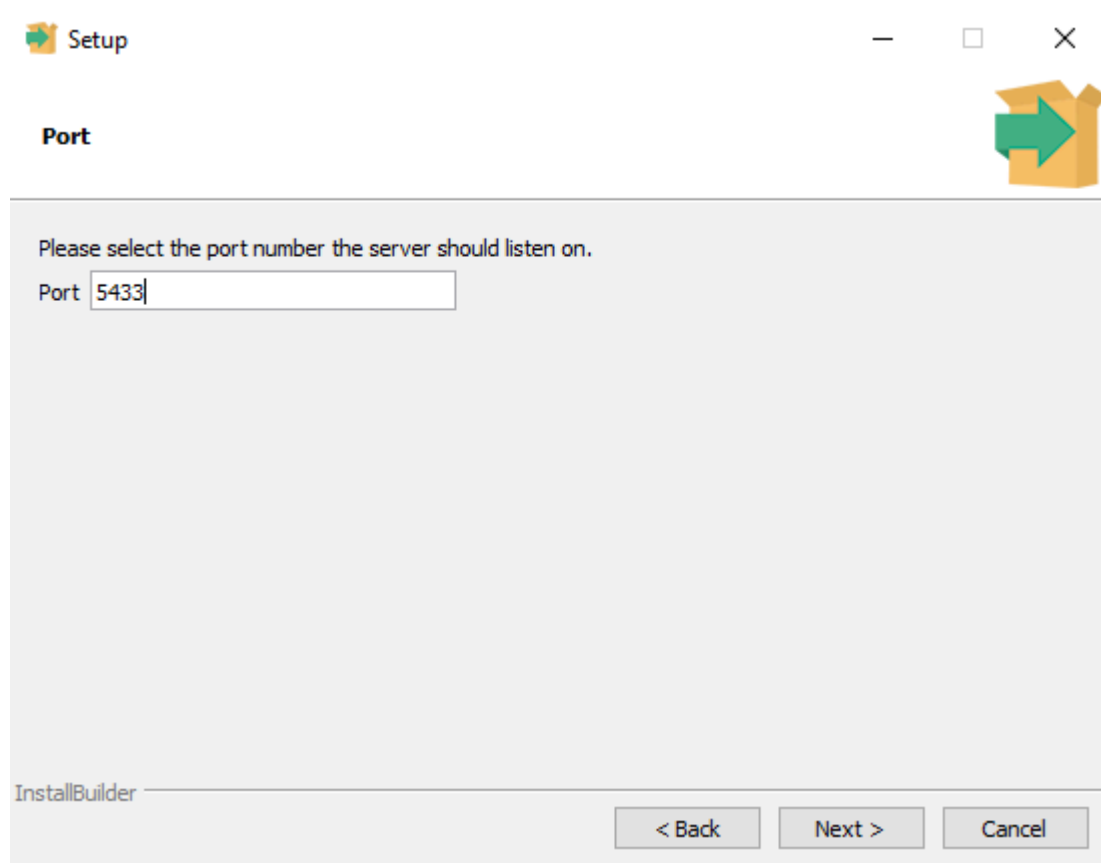 Setup
Port
Please select the port number the server should listen on.
Port 5433
InstallBuilder
< Back Next > Cancel